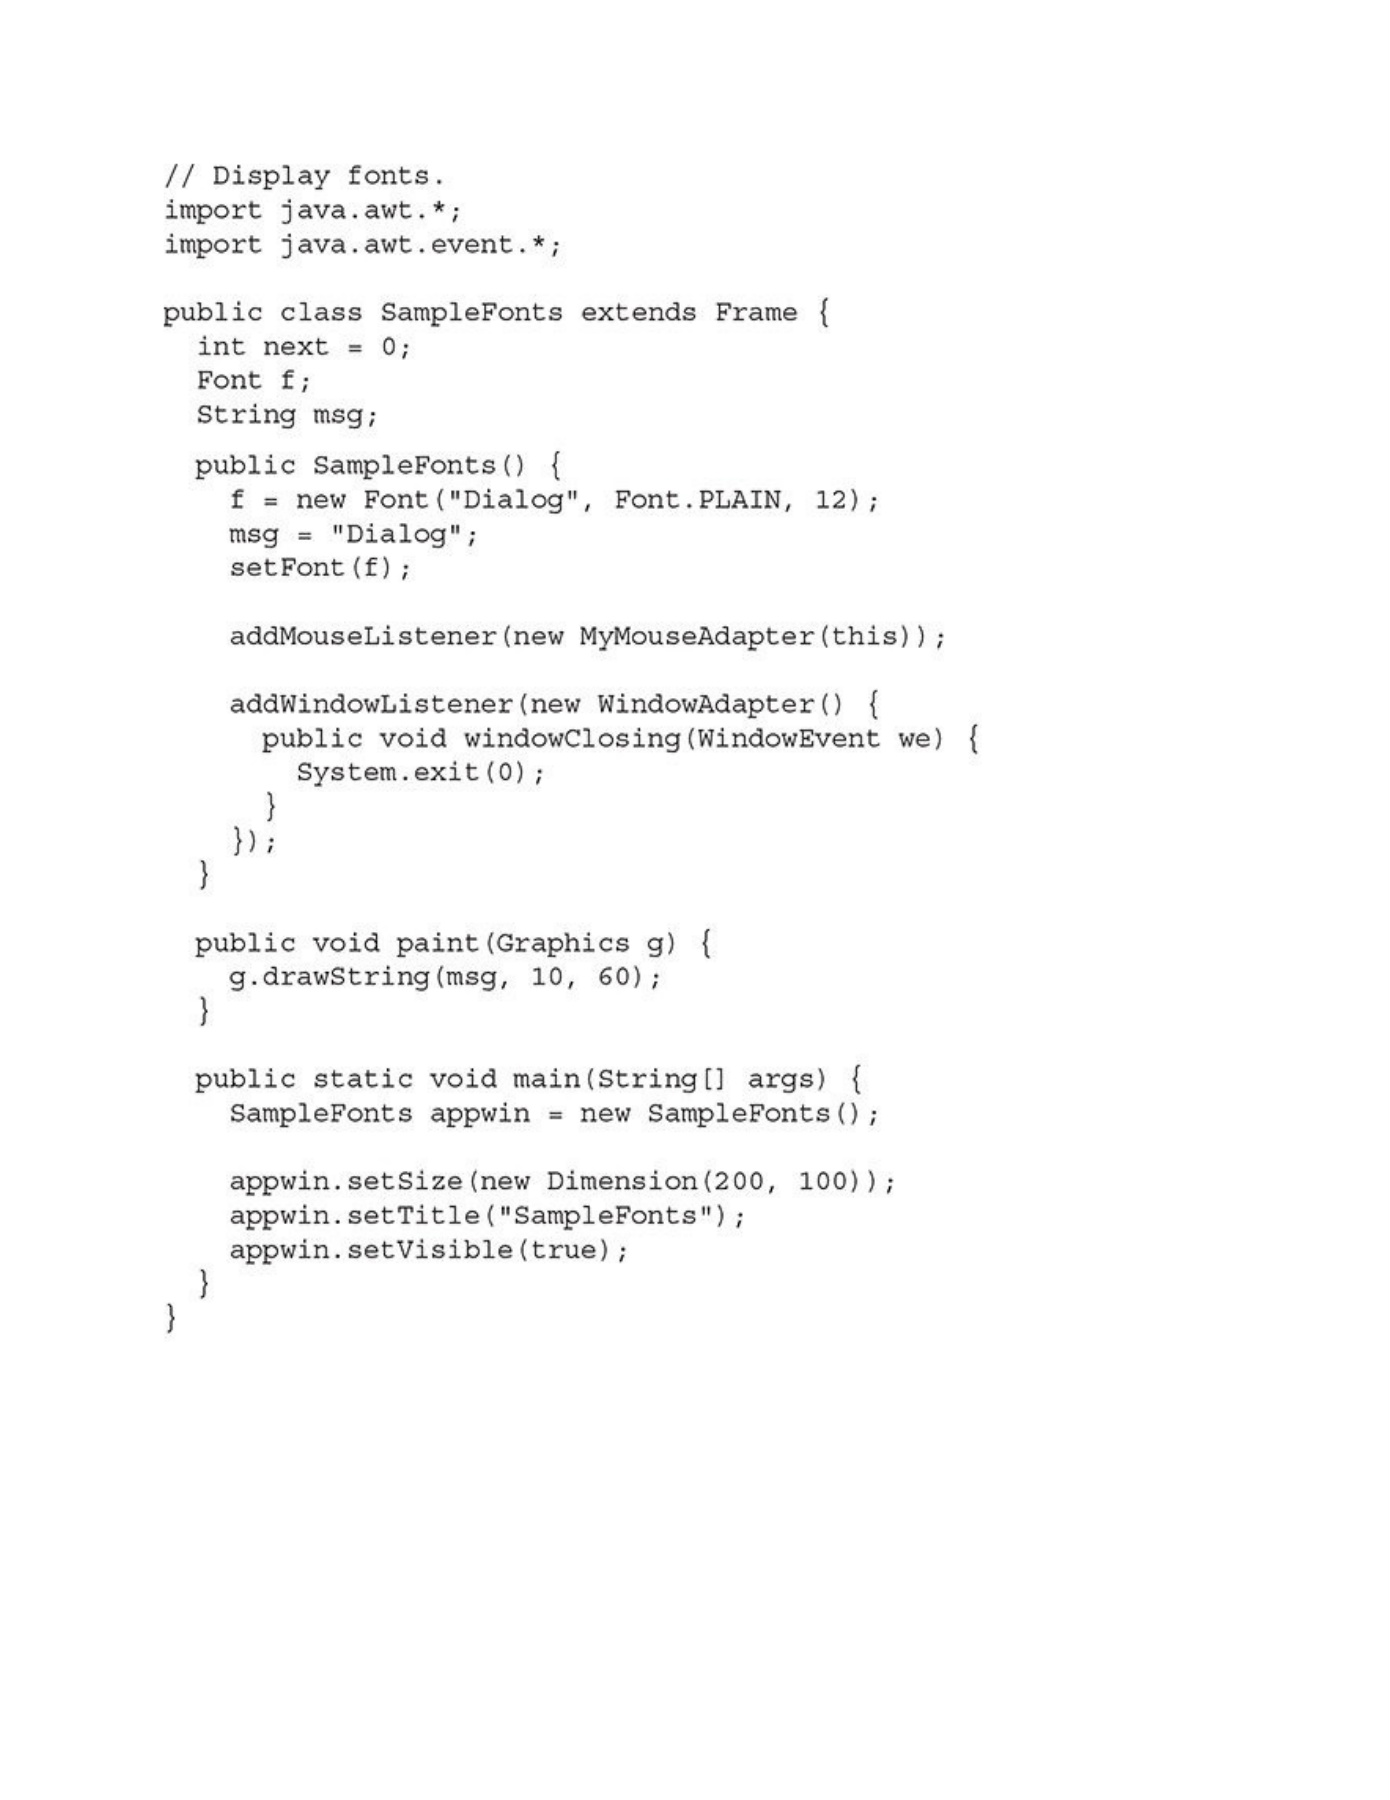 // Display fonts.
import java.awt.*;
import java.awt.event.*;

public class SampleFonts extends Frame {
  int next = 0;
  Font f;
  String msg;

  public SampleFonts() {
    f = new Font("Dialog", Font.PLAIN, 12);
    msg = "Dialog";
    setFont(f);

    addMouseListener(new MyMouseAdapter(this));

    addWindowListener(new WindowAdapter() {
      public void windowClosing(WindowEvent we) {
        System.exit(0);
      }
    });
  }

  public void paint(Graphics g) {
    g.drawString(msg, 10, 60);
  }

  public static void main(String[] args) {
    SampleFonts appwin = new SampleFonts();

    appwin.setSize(new Dimension(200, 100));
    appwin.setTitle("SampleFonts");
    appwin.setVisible(true);
  }
}